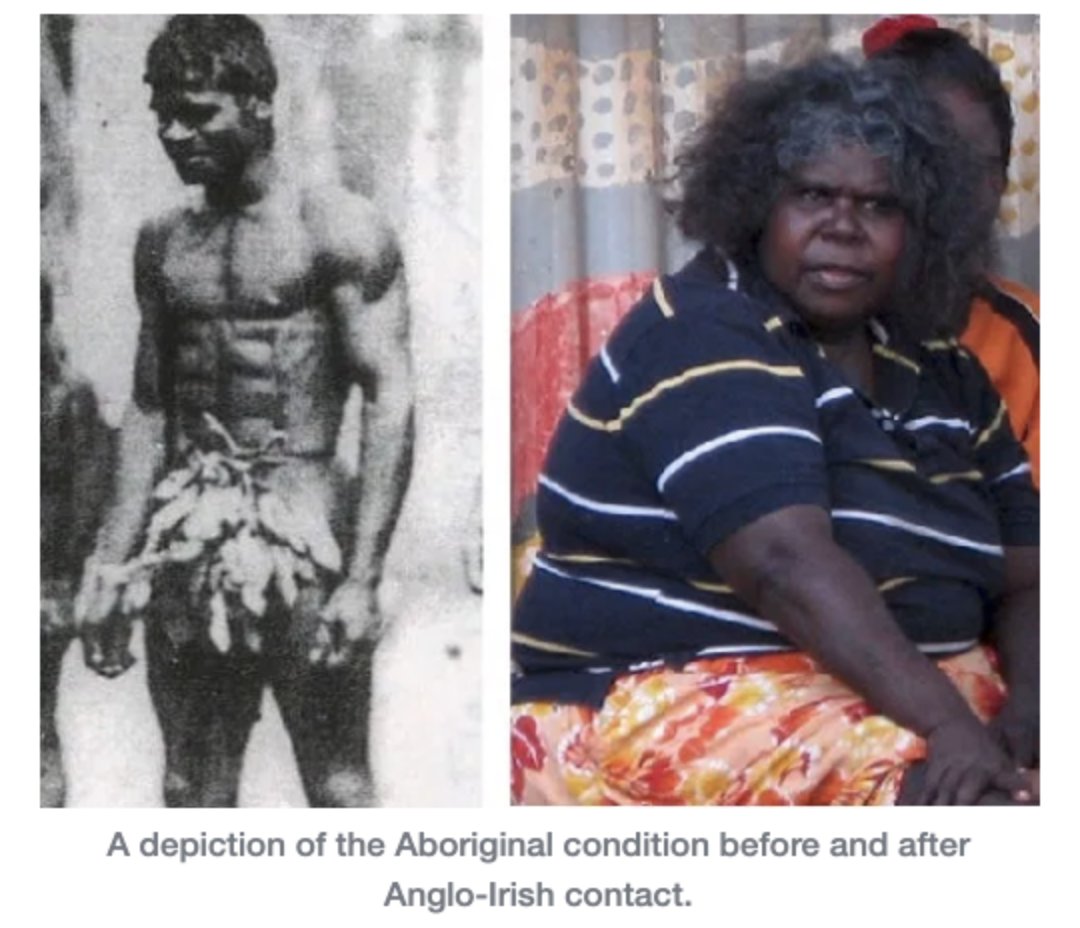 A depiction of the Aboriginal condition before and after
Anglo-Irish contact.